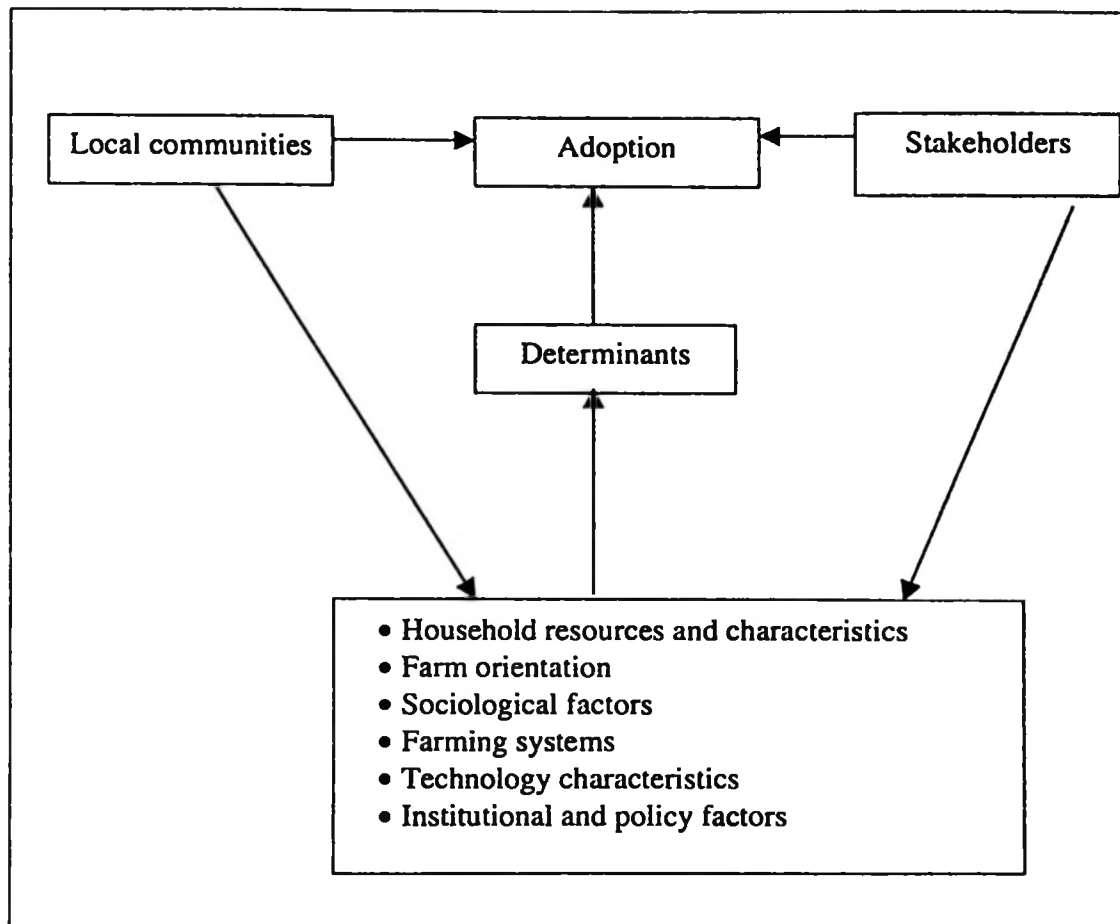 Local communities
Adoption
Stakeholders
Determinants
• Household resources and characteristics
• Farm orientation
• Sociological factors
• Farming systems
• Technology characteristics
• Institutional and policy factors